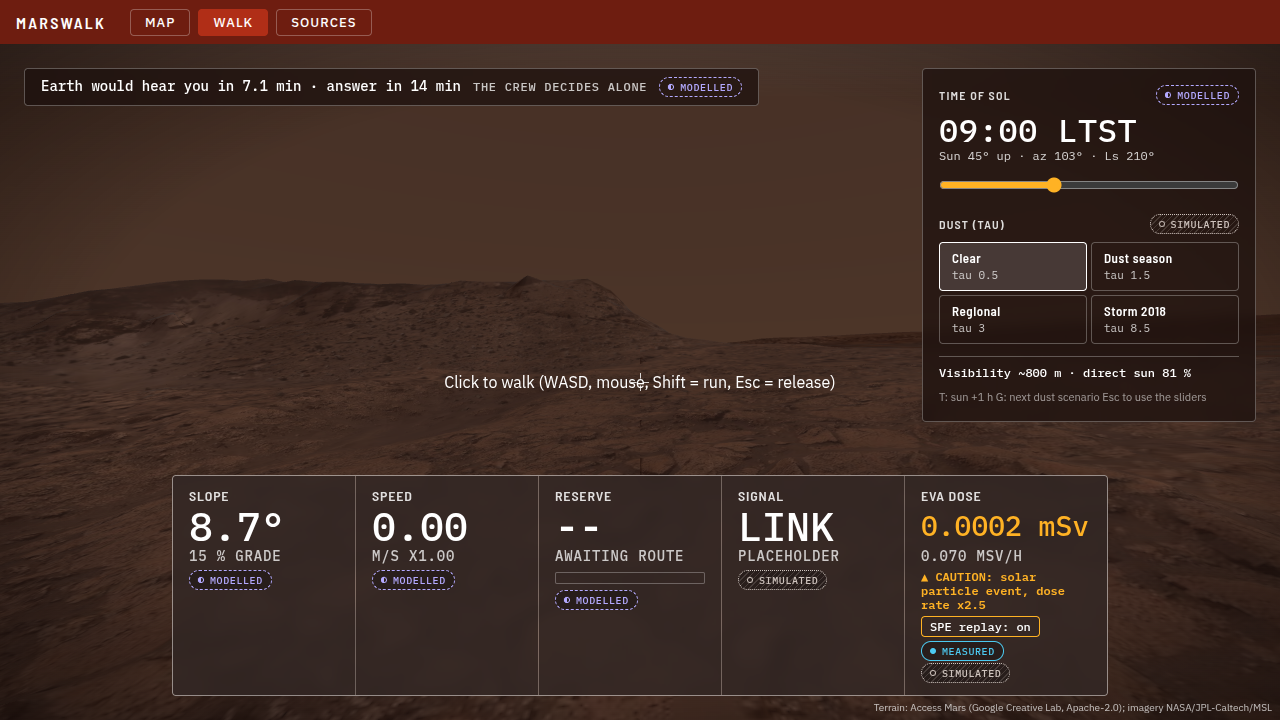 MARSWALK
MAP
WALK
SOURCES
Earth would hear you in 7.1 min · answer in 14 min THE CREW DECIDES ALONE MODELLED
TIME OF SOL MODELLED
09:00 LTST
Sun 45° up · az 103° · Ls 210°
DUST (TAU) SIMULATED
Clear
tau 0.5
Dust season
tau 1.5
Regional
tau 3
Storm 2018
tau 8.5
Visibility ~800 m · direct sun 81 %
T: sun +1 h G: next dust scenario Esc to use the sliders
Click to walk (WASD, mouse, Shift = run, Esc = release)
SLOPE
8.7°
15 % GRADE
MODELLED
SPEED
0.00
M/S X1.00
MODELLED
RESERVE
--
AWAITING ROUTE
MODELLED
SIGNAL
LINK
PLACEHOLDER
SIMULATED
EVA DOSE
0.0002 mSv
0.070 MSV/H
▲ CAUTION: solar
particle event, dose
rate x2.5
SPE replay: on
MEASURED
SIMULATED
Terrain: Access Mars (Google Creative Lab, Apache-2.0); imagery NASA/JPL-Caltech/MSL